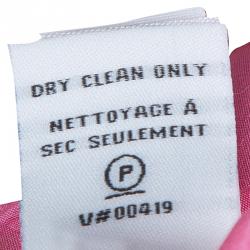 DRY CLEAN ONLY
NETTOYAGE Á
SEC SEULEMENT
P
V#00419